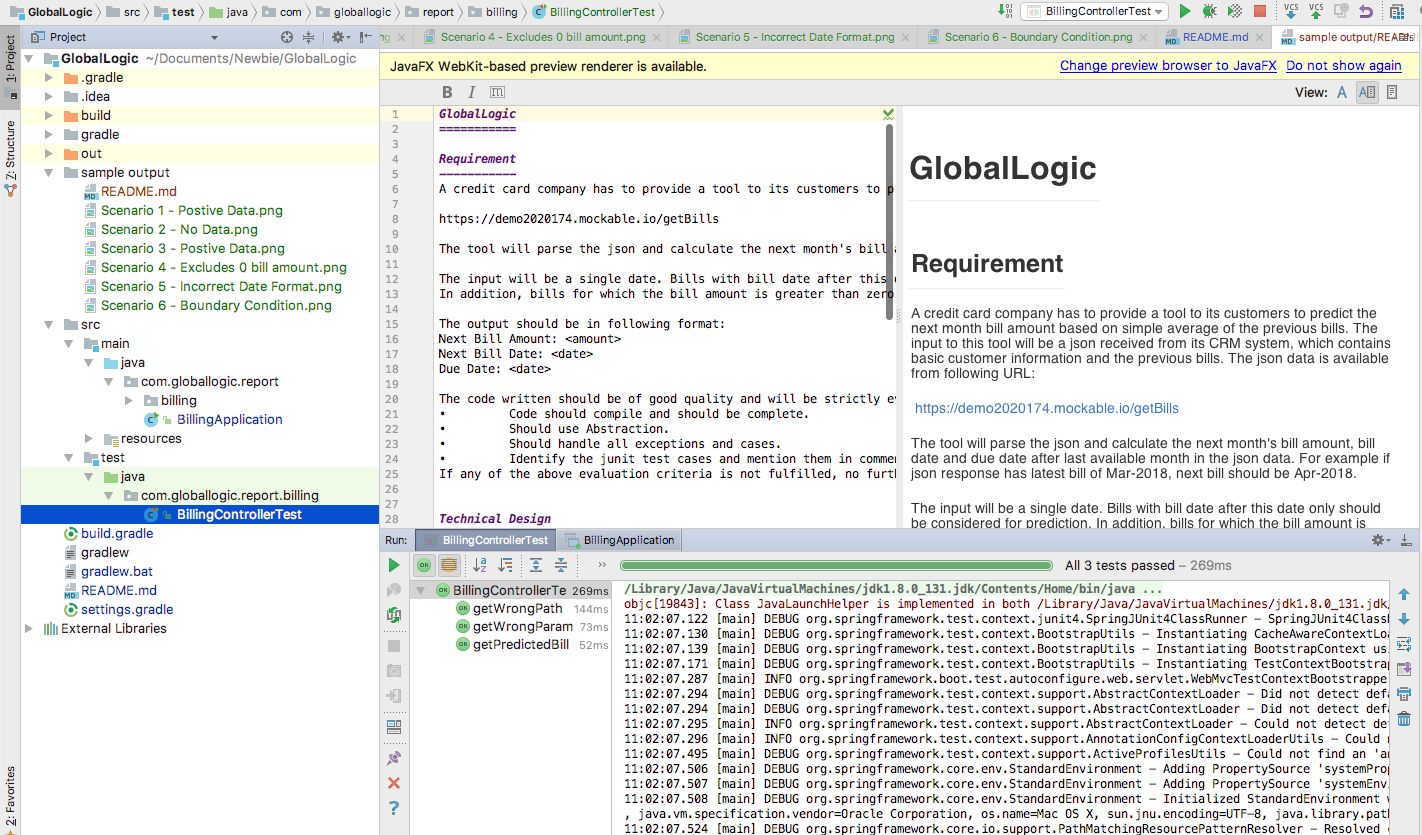 GlobalLogic src test java com globallogic report billing BillingControllerTest
BillingControllerTest
VCS VCS
Project
ng Scenario 4 - Excludes 0 bill amount.png Scenario 5 - Incorrect Date Format.png Scenario 6 - Boundary Condition.png README.md sample output/README
1: Project
Z: Structure
2: Favorites
GlobalLogic ~/Documents/Newbie/GlobalLogic
.gradle
.idea
build
gradle
out
sample output
README.md
Scenario 1 - Postive Data.png
Scenario 2 - No Data.png
Scenario 3 - Postive Data.png
Scenario 4 - Excludes 0 bill amount.png
Scenario 5 - Incorrect Date Format.png
Scenario 6 - Boundary Condition.png
src
main
java
com.globallogic.report
billing
BillingApplication
resources
test
java
com.globallogic.report.billing
BillingControllerTest
build.gradle
gradlew
gradlew.bat
README.md
settings.gradle
External Libraries
JavaFX WebKit-based preview renderer is available. Change preview browser to JavaFX Do not show again
B I m View: A
1 GlobalLogic
2 ===========
3
4 Requirement
5 -----------
6 A credit card company has to provide a tool to its customers to p
7
8 https://demo2020174.mockable.io/getBills
9
10 The tool will parse the json and calculate the next month's bill a
11
12 The input will be a single date. Bills with bill date after this
13 In addition, bills for which the bill amount is greater than zero
14
15 The output should be in following format:
16 Next Bill Amount: <amount>
17 Next Bill Date: <date>
18 Due Date: <date>
19
20 The code written should be of good quality and will be strictly ev
21 • Code should compile and should be complete.
22 • Should use Abstraction.
23 • Should handle all exceptions and cases.
24 • Identify the junit test cases and mention them in comme
25 If any of the above evaluation criteria is not fulfilled, no furt
26
27
28 Technical Design
GlobalLogic
Requirement
A credit card company has to provide a tool to its customers to predict the
next month bill amount based on simple average of the previous bills. The
input to this tool will be a json received from its CRM system, which contains
basic customer information and the previous bills. The json data is available
from following URL:
https://demo2020174.mockable.io/getBills
The tool will parse the json and calculate the next month's bill amount, bill
date and due date after last available month in the json data. For example if
json response has latest bill of Mar-2018, next bill should be Apr-2018.
The input will be a single date. Bills with bill date after this date only should
be considered for prediction. In addition, bills for which the bill amount is
Run: BillingControllerTest BillingApplication
All 3 tests passed – 269ms
BillingControllerTe 269ms
getWrongPath 144ms
getWrongParam 73ms
getPredictedBill 52ms
/Library/Java/JavaVirtualMachines/jdk1.8.0_131.jdk/Contents/Home/bin/java ...
objc[19843]: Class JavaLaunchHelper is implemented in both /Library/Java/JavaVirtualMachines/jdk1.8.0_131.jdk
11:02:07.122 [main] DEBUG org.springframework.test.context.junit4.SpringJUnit4ClassRunner - SpringJUnit4ClassR
11:02:07.130 [main] DEBUG org.springframework.test.context.BootstrapUtils - Instantiating CacheAwareContextLoa
11:02:07.139 [main] DEBUG org.springframework.test.context.BootstrapUtils - Instantiating BootstrapContext us
11:02:07.171 [main] DEBUG org.springframework.test.context.BootstrapUtils - Instantiating TestContextBootstrap
11:02:07.287 [main] INFO org.springframework.boot.test.autoconfigure.web.servlet.WebMvcTestContextBootstrappe
11:02:07.294 [main] DEBUG org.springframework.test.context.support.AbstractContextLoader - Did not detect defa
11:02:07.294 [main] DEBUG org.springframework.test.context.support.AbstractContextLoader - Did not detect defa
11:02:07.295 [main] INFO org.springframework.test.context.support.AbstractContextLoader - Could not detect de
11:02:07.296 [main] INFO org.springframework.test.context.support.AnnotationConfigContextLoaderUtils - Could n
11:02:07.495 [main] DEBUG org.springframework.test.context.support.ActiveProfilesUtils - Could not find an 'an
11:02:07.506 [main] DEBUG org.springframework.core.env.StandardEnvironment - Adding PropertySource 'systemProp
11:02:07.507 [main] DEBUG org.springframework.core.env.StandardEnvironment - Adding PropertySource 'systemEnv
11:02:07.508 [main] DEBUG org.springframework.core.env.StandardEnvironment - Initialized StandardEnvironment w
, java.vm.specification.vendor=Oracle Corporation, os.name=Mac OS X, sun.jnu.encoding=UTF-8, java.library.pat
11:02:07.524 [main] DEBUG org.springframework.core.io.support.PathMatchingResourcePatternResolver - Resolved